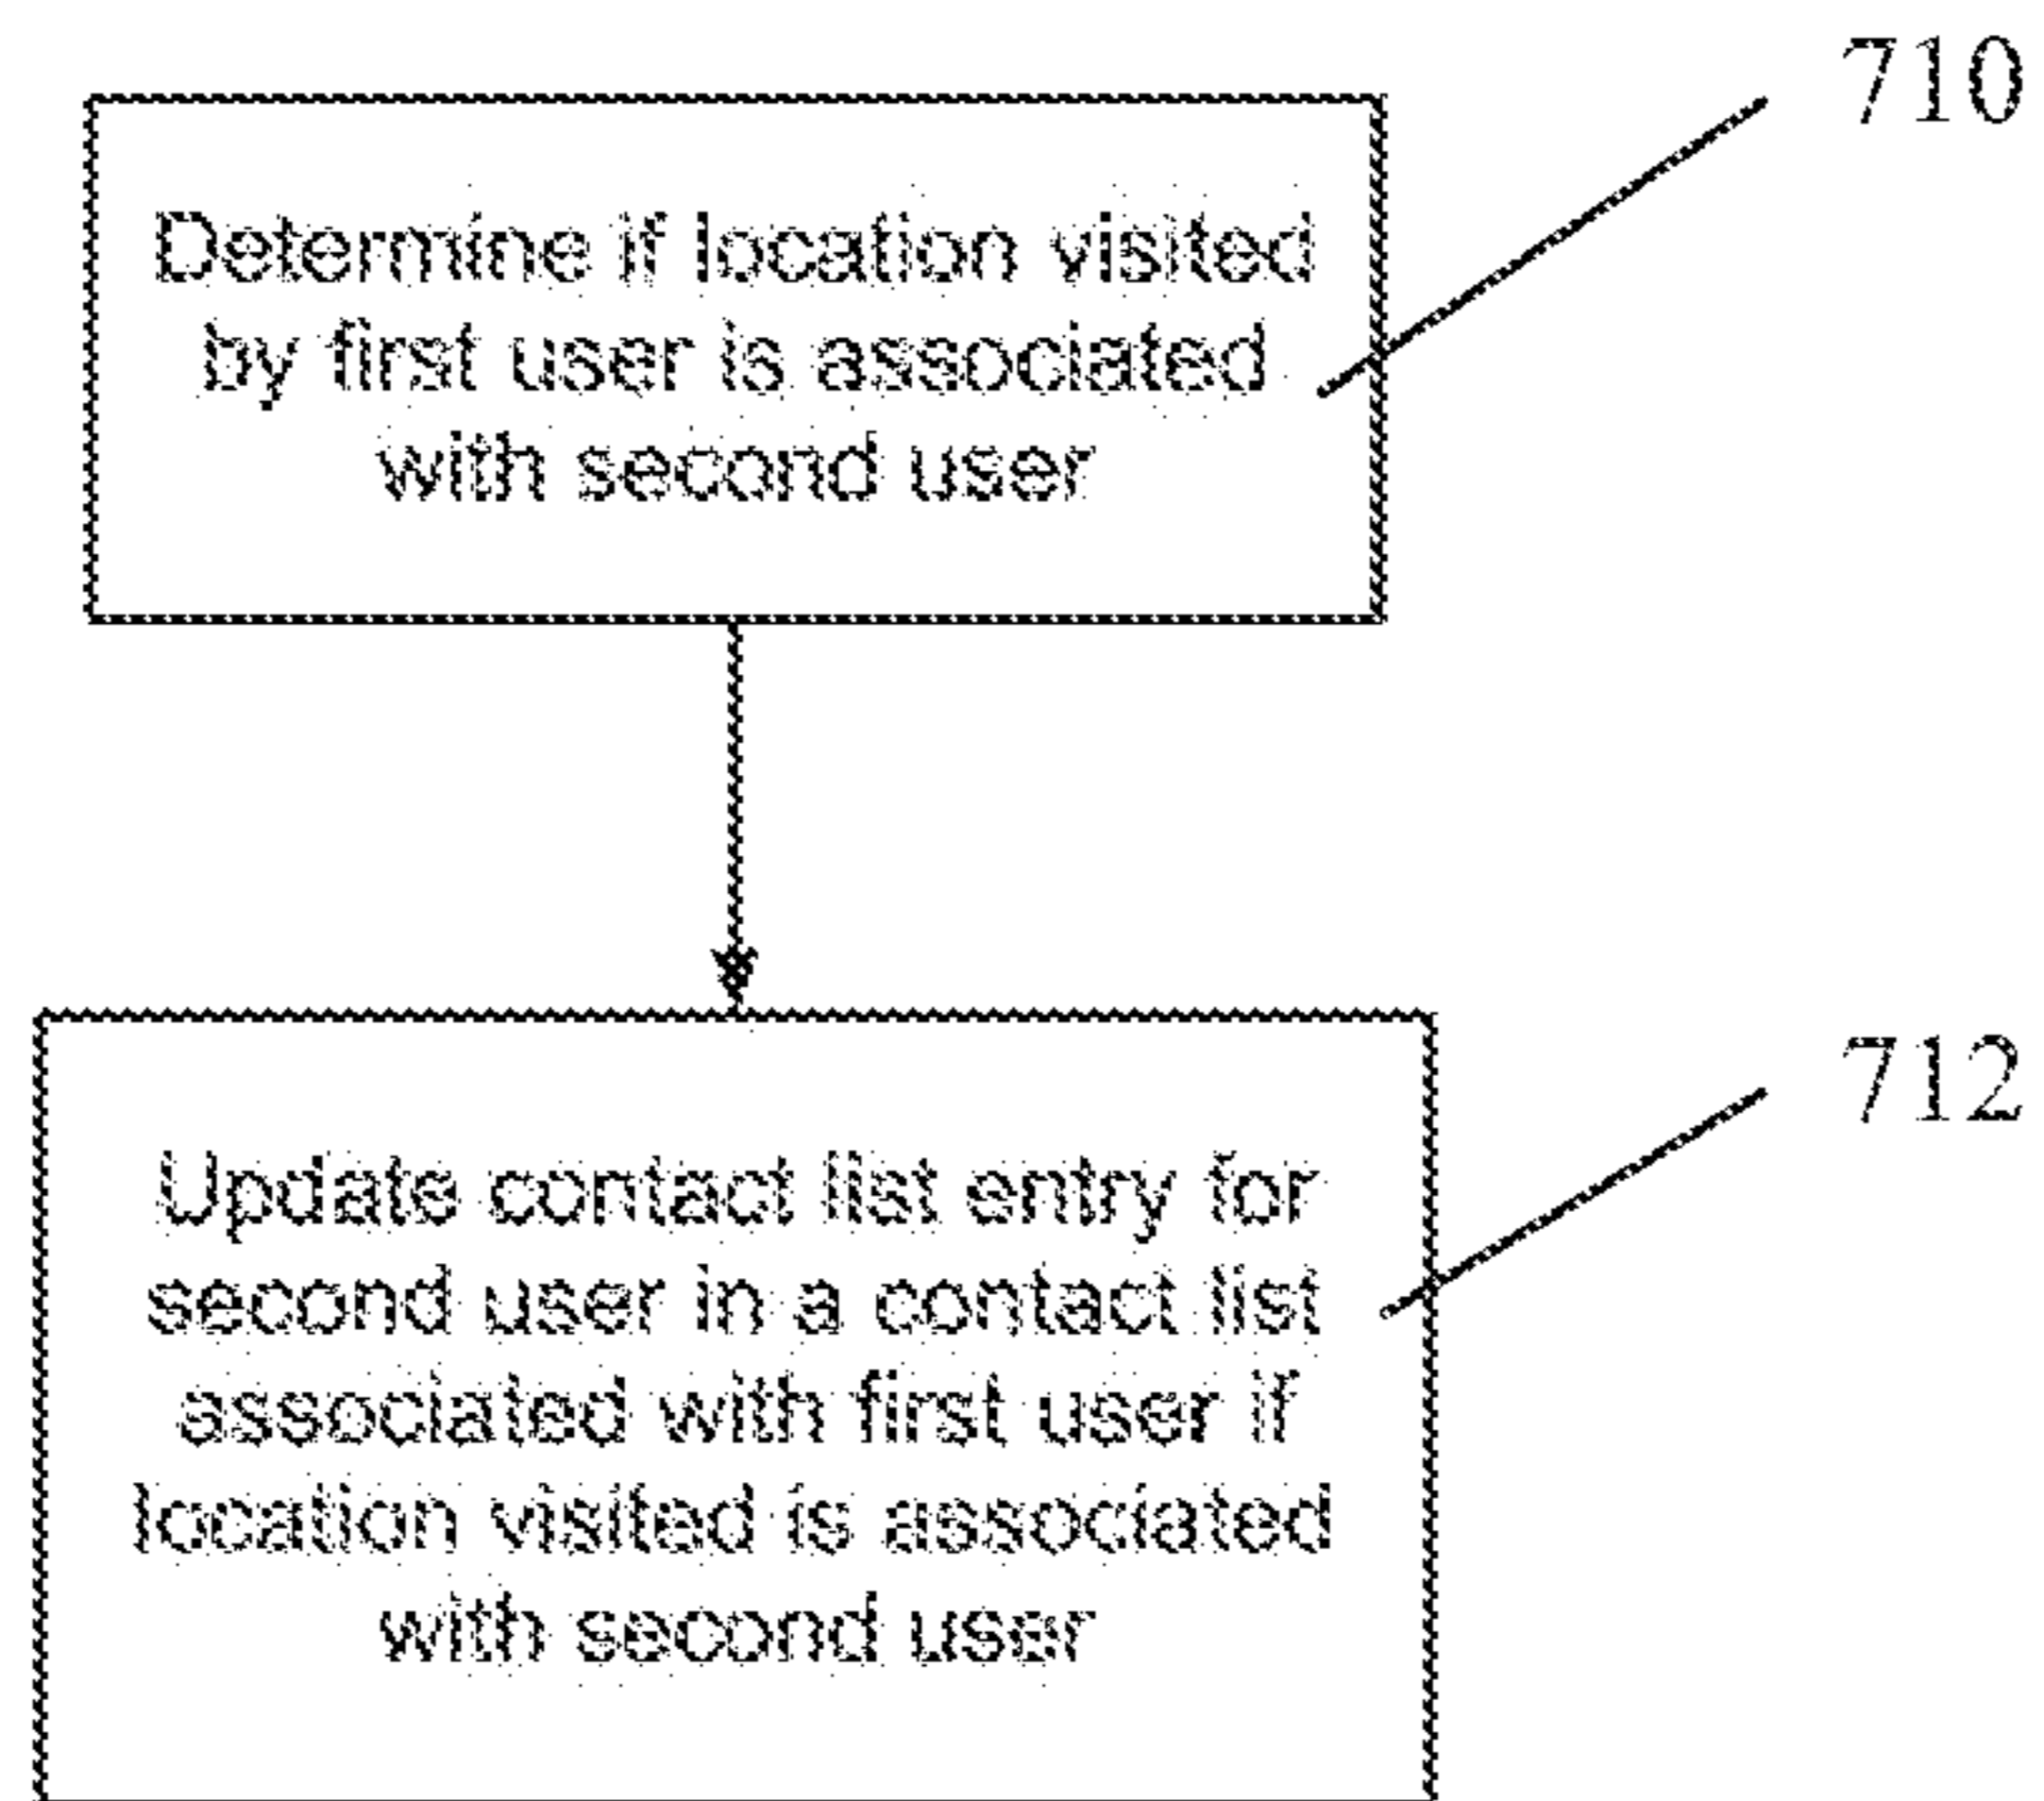 710
Determine if location visited
by first user is associated
with second user
712
Update contact list entry for
second user in a contact list
associated with first user if
location visited is associated
with second user